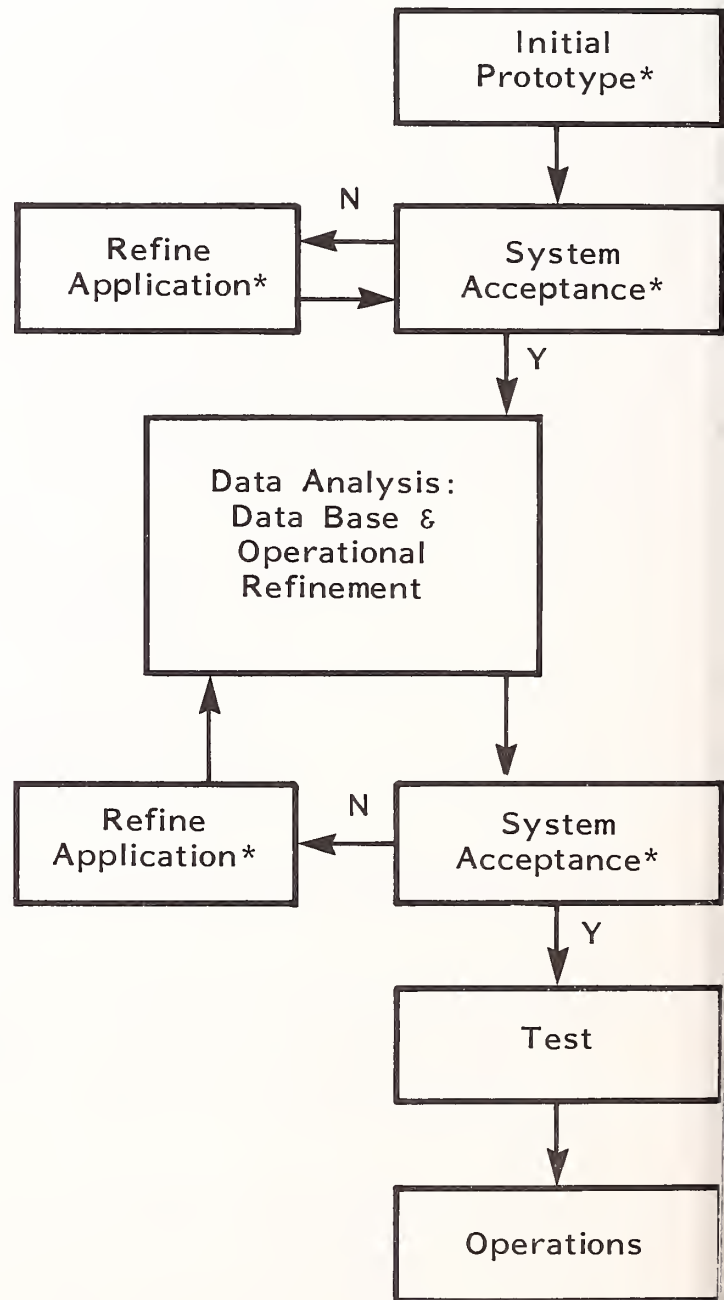 Initial
Prototype*
N
Refine
Application*
System
Acceptance*
Y
Data Analysis:
Data Base &
Operational
Refinement
Refine
Application*
N
System
Acceptance*
Y
Test
Operations